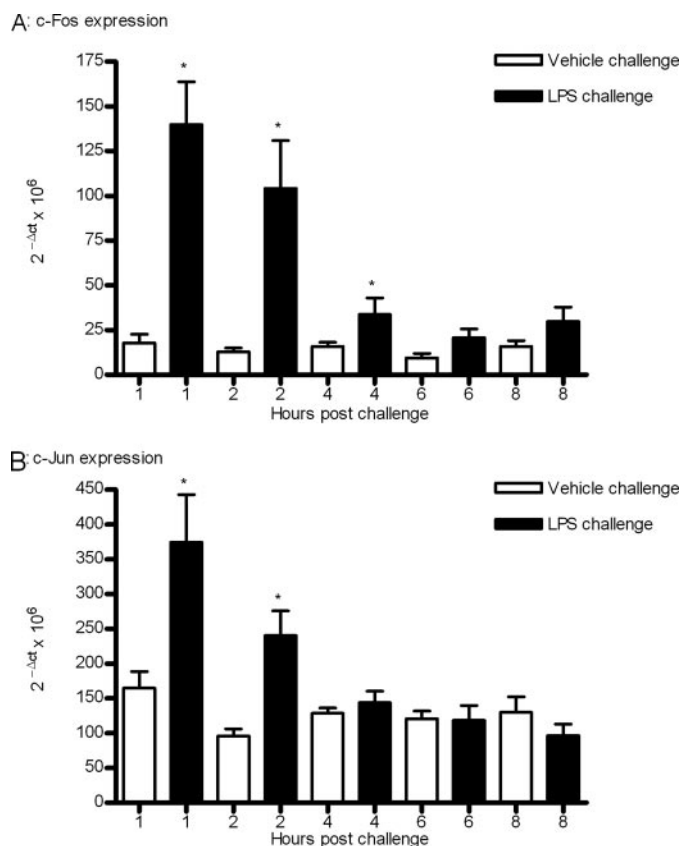 A: c-Fos expression
Vehicle challenge
LPS challenge
175
150
125
100
75
50
25
0
2 ⁻Δct x 10⁶
* * *
1 1 2 2 4 4 6 6 8 8
Hours post challenge
B: c-Jun expression
Vehicle challenge
LPS challenge
450
400
350
300
250
200
150
100
50
0
2 ⁻Δct x 10⁶
* *
1 1 2 2 4 4 6 6 8 8
Hours post challenge